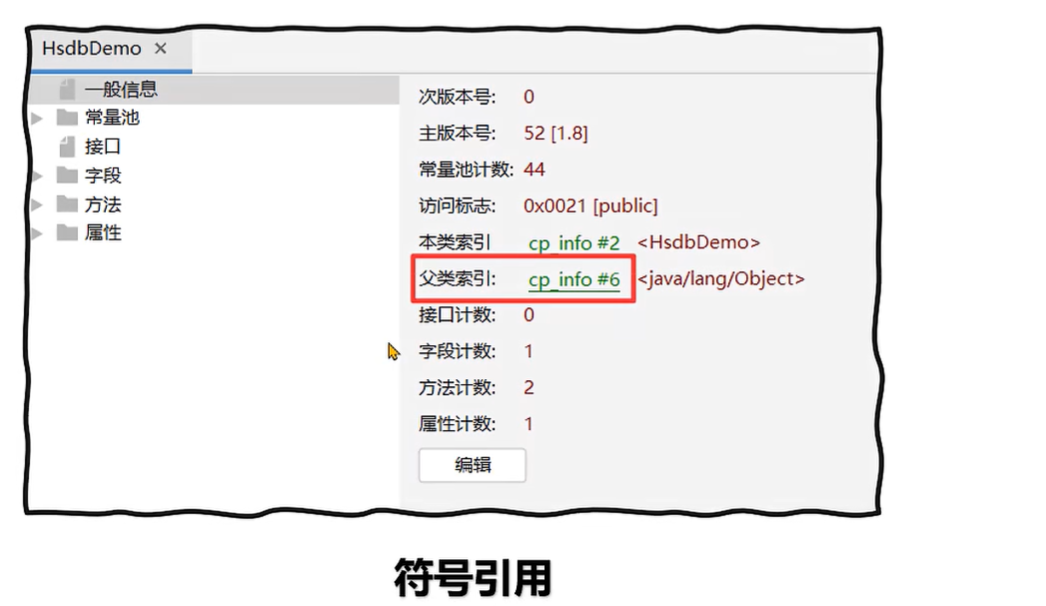 HsdbDemo ×
一般信息
常量池
接口
字段
方法
属性
次版本号: 0
主版本号: 52 [1.8]
常量池计数: 44
访问标志: 0x0021 [public]
本类索引 cp_info #2 <HsdbDemo>
父类索引: cp_info #6 <java/lang/Object>
接口计数: 0
字段计数: 1
方法计数: 2
属性计数: 1
编辑
符号引用